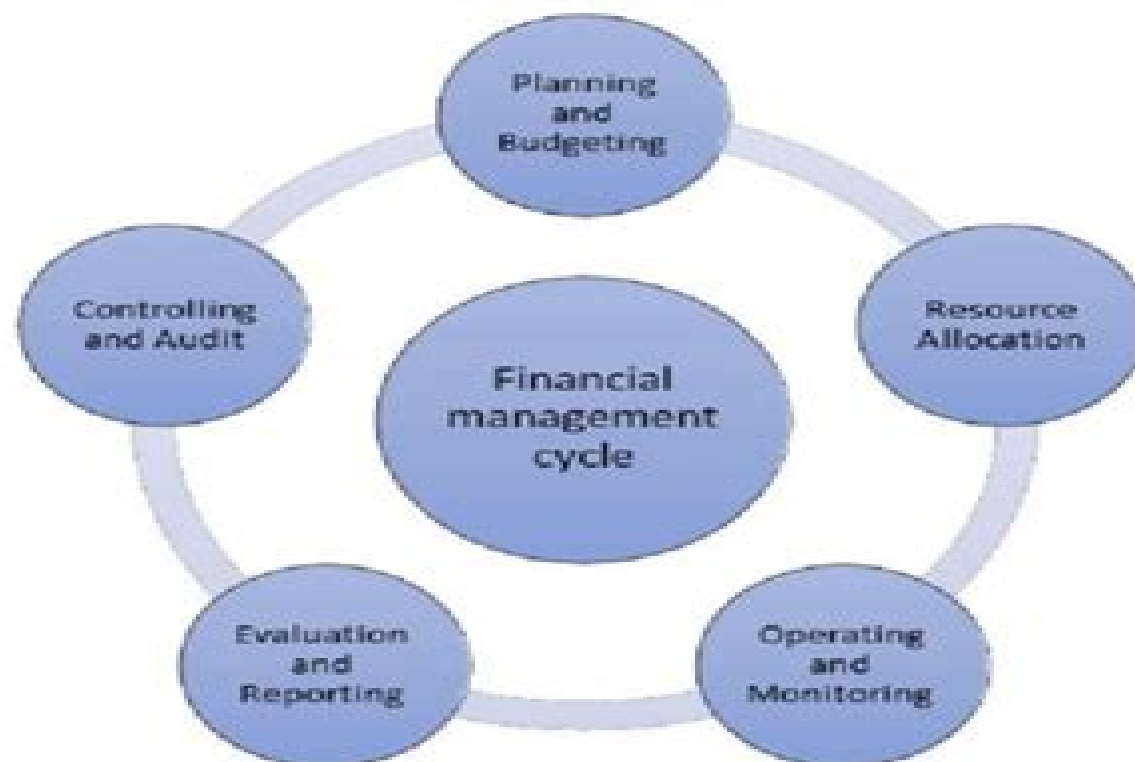 Planning
and
Budgeting
Resource
Allocation
Operating
and
Monitoring
Evaluation
and
Reporting
Controlling
and Audit
Financial
management
cycle